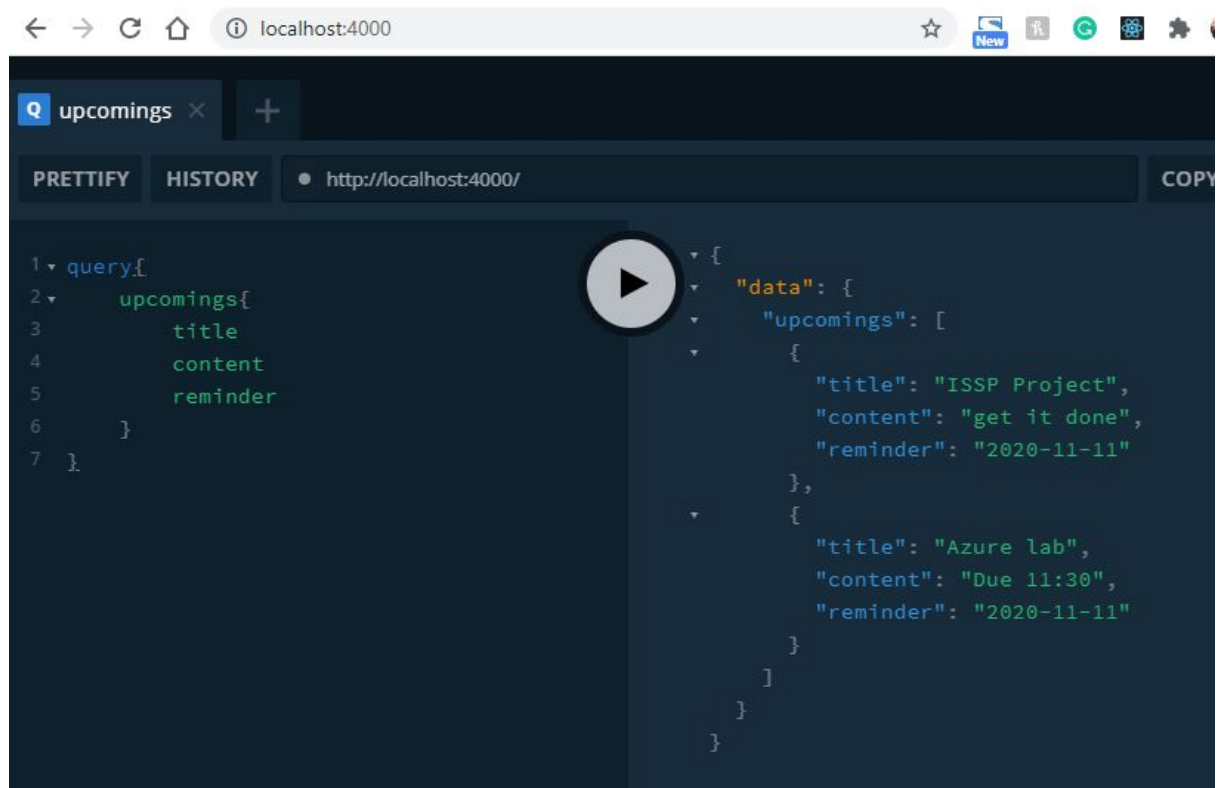 localhost:4000
New
Q upcomings ×
PRETTIFY HISTORY http://localhost:4000/ COPY
1 query{
2 upcomings{
3 title
4 content
5 reminder
6 }
7 }
{
"data": {
"upcomings": [
{
"title": "ISSP Project",
"content": "get it done",
"reminder": "2020-11-11"
},
{
"title": "Azure lab",
"content": "Due 11:30",
"reminder": "2020-11-11"
}
]
}
}